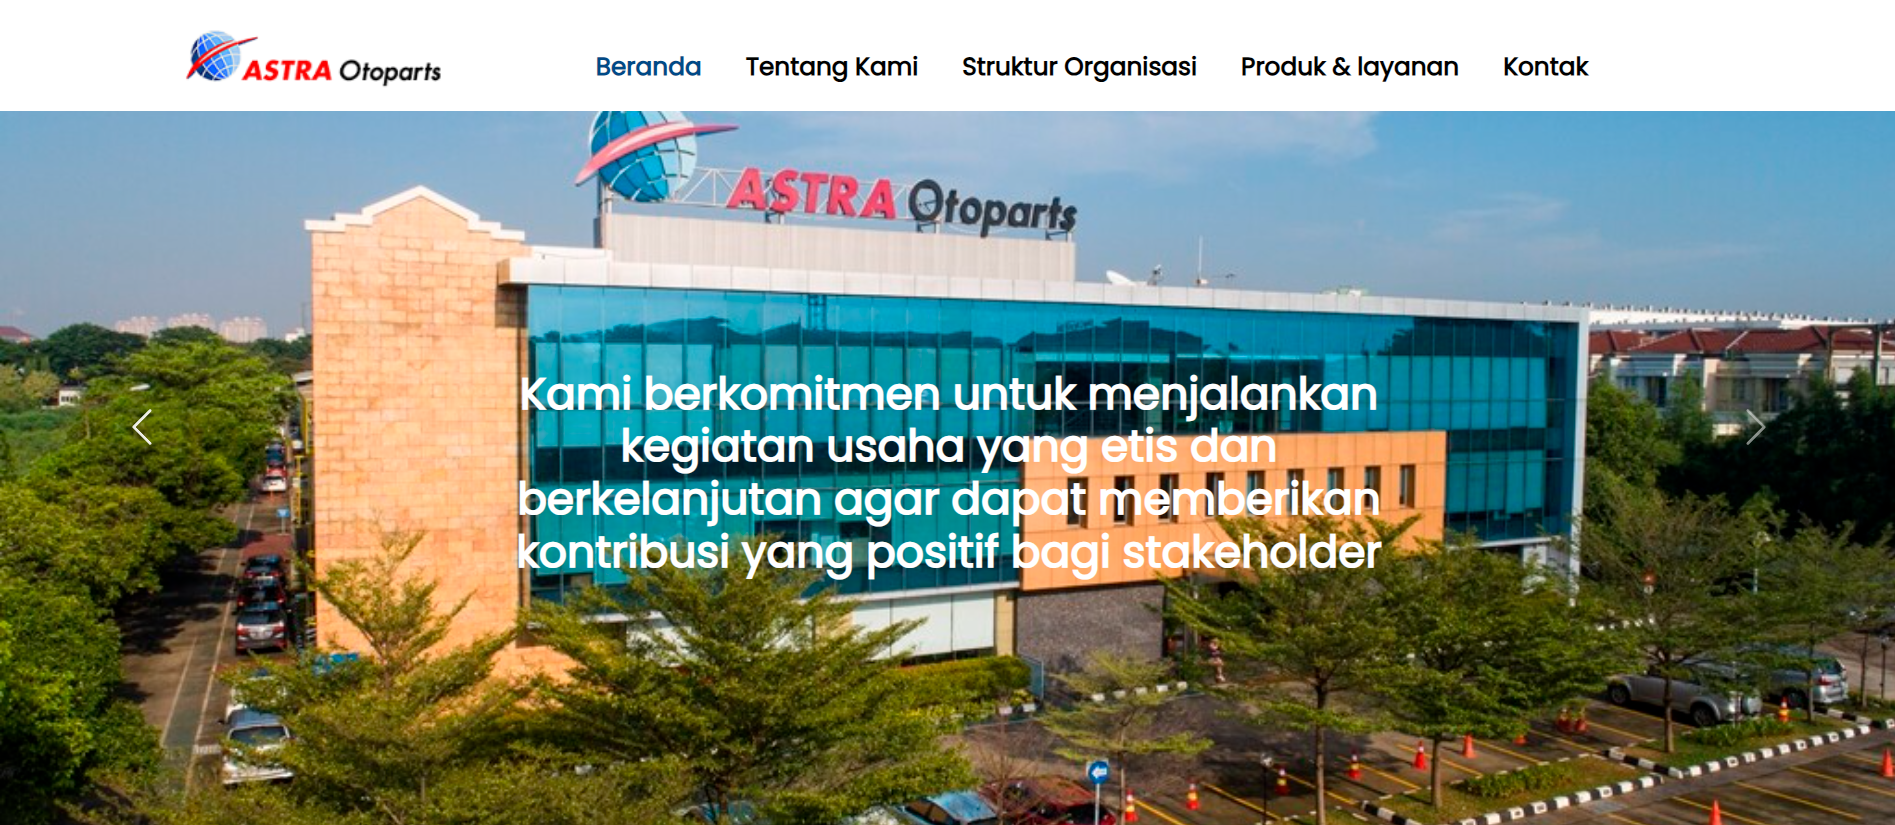 ASTRA Otoparts
Beranda
Tentang Kami
Struktur Organisasi
Produk & layanan
Kontak
ASTRA Otoparts
Kami berkomitmen untuk menjalankan
kegiatan usaha yang etis dan
berkelanjutan agar dapat memberikan
kontribusi yang positif bagi stakeholder